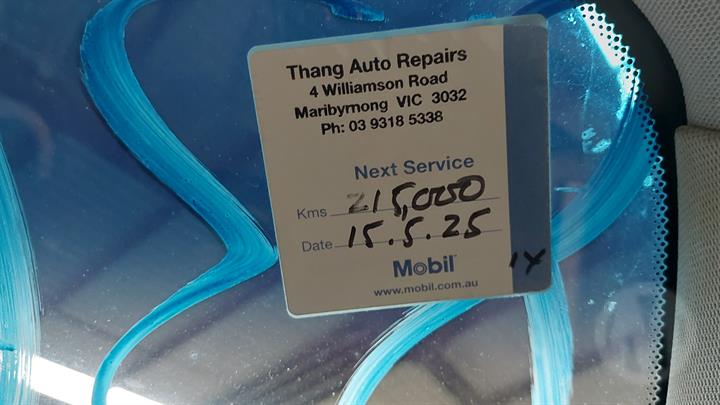 Thang Auto Repairs
4 Williamson Road
Maribyrnong VIC 3032
Ph: 03 9318 5338
Next Service
Kms 215,000
Date 15.5.25
Mobil
www.mobil.com.au